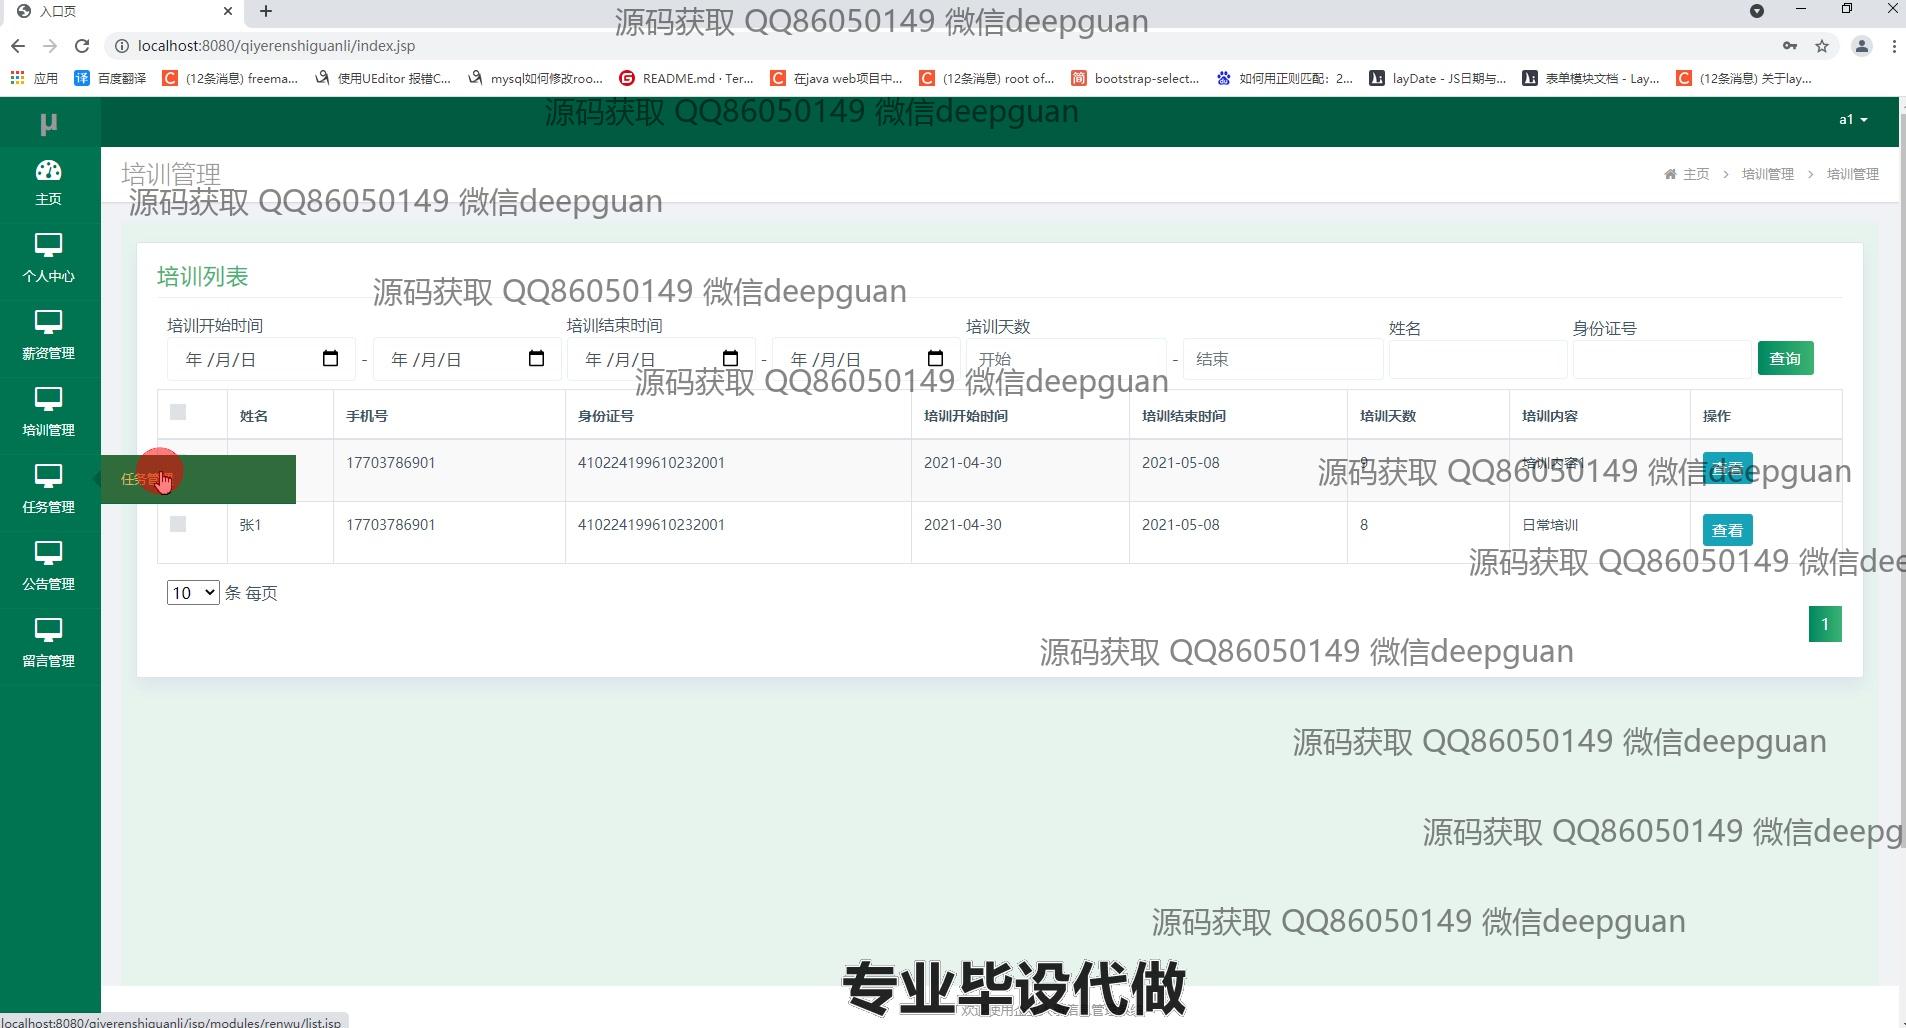 入口页
源码获取 QQ86050149 微信deepguan
localhost:8080/qiyerenshiguanli/index.jsp
应用 百度翻译 (12条消息) freema... 使用UEditor 报错C... mysql如何修改roo... README.md · Ter... 在java web项目中... (12条消息) root of... bootstrap-select... 如何用正则匹配：2... layDate - JS日期与... 表单模块文档 - Lay... (12条消息) 关于lay...
源码获取 QQ86050149 微信deepguan
μ
a1
主页
培训管理
主页 > 培训管理 > 培训管理
源码获取 QQ86050149 微信deepguan
个人中心
培训列表
源码获取 QQ86050149 微信deepguan
薪资管理
培训开始时间 培训结束时间 培训天数 姓名 身份证号
年 /月/日 - 年 /月/日 年 /月/日 - 年 /月/日 开始 - 结束 查询
源码获取 QQ86050149 微信deepguan
培训管理
姓名 手机号 身份证号 培训开始时间 培训结束时间 培训天数 培训内容 操作
17703786901 410224199610232001 2021-04-30 2021-05-08 9 培训内容1 查看
源码获取 QQ86050149 微信deepguan
任务管理
任务管理
张1 17703786901 410224199610232001 2021-04-30 2021-05-08 8 日常培训 查看
源码获取 QQ86050149 微信dee
公告管理
10 条 每页
1
源码获取 QQ86050149 微信deepguan
留言管理
源码获取 QQ86050149 微信deepguan
源码获取 QQ86050149 微信deepg
源码获取 QQ86050149 微信deepguan
专业毕设代做
localhost:8080/qiyerenshiguanli/jsp/modules/renwu/list.jsp